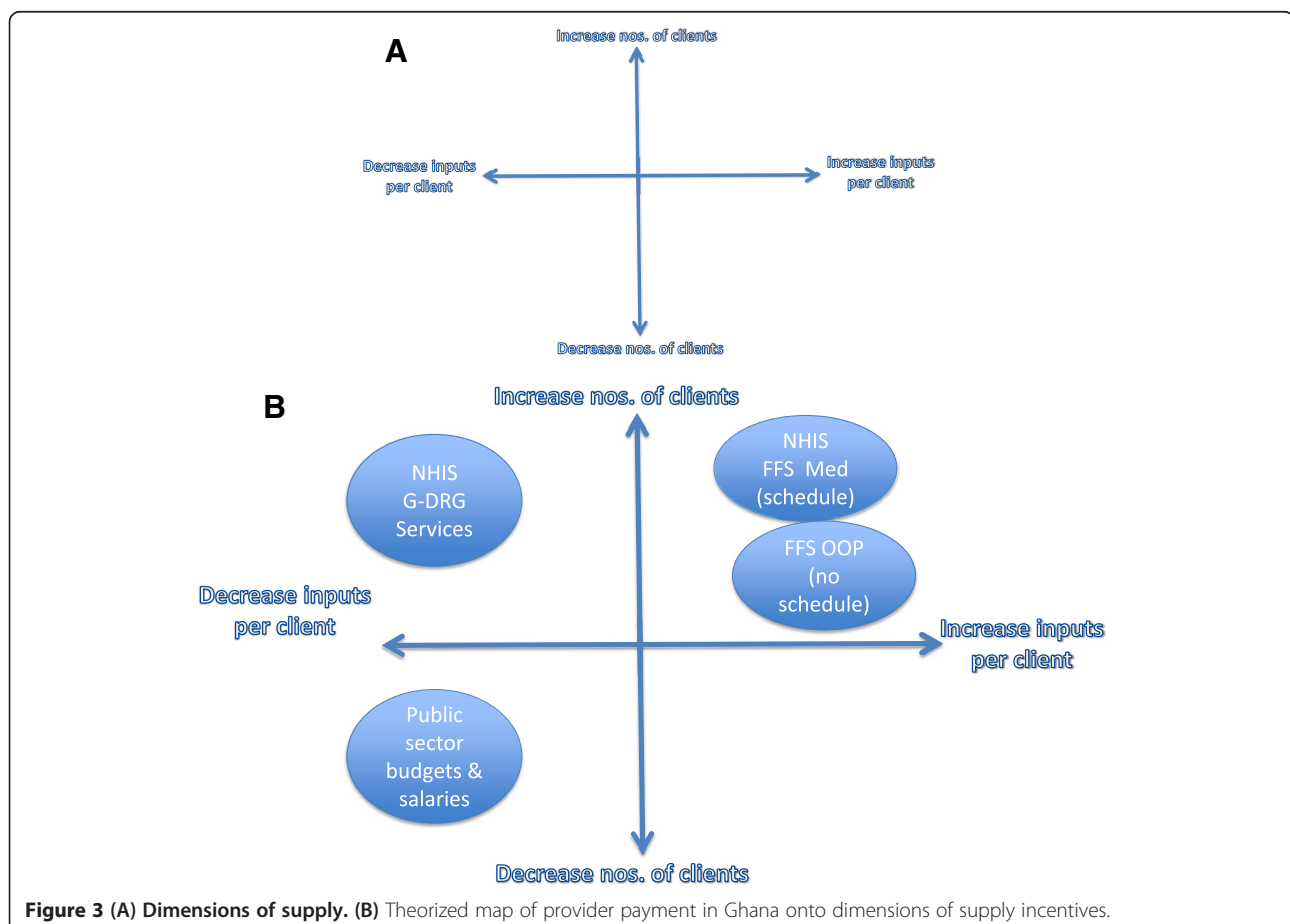 A
Increase nos. of clients
Decrease inputs
per client
Increase inputs
per client
Decrease nos. of clients
B
Increase nos. of clients
NHIS
G-DRG
Services
NHIS
FFS Med
(schedule)
FFS OOP
(no
schedule)
Decrease inputs
per client
Increase inputs
per client
Public
sector
budgets &
salaries
Decrease nos. of clients
Figure 3 (A) Dimensions of supply. (B) Theorized map of provider payment in Ghana onto dimensions of supply incentives.